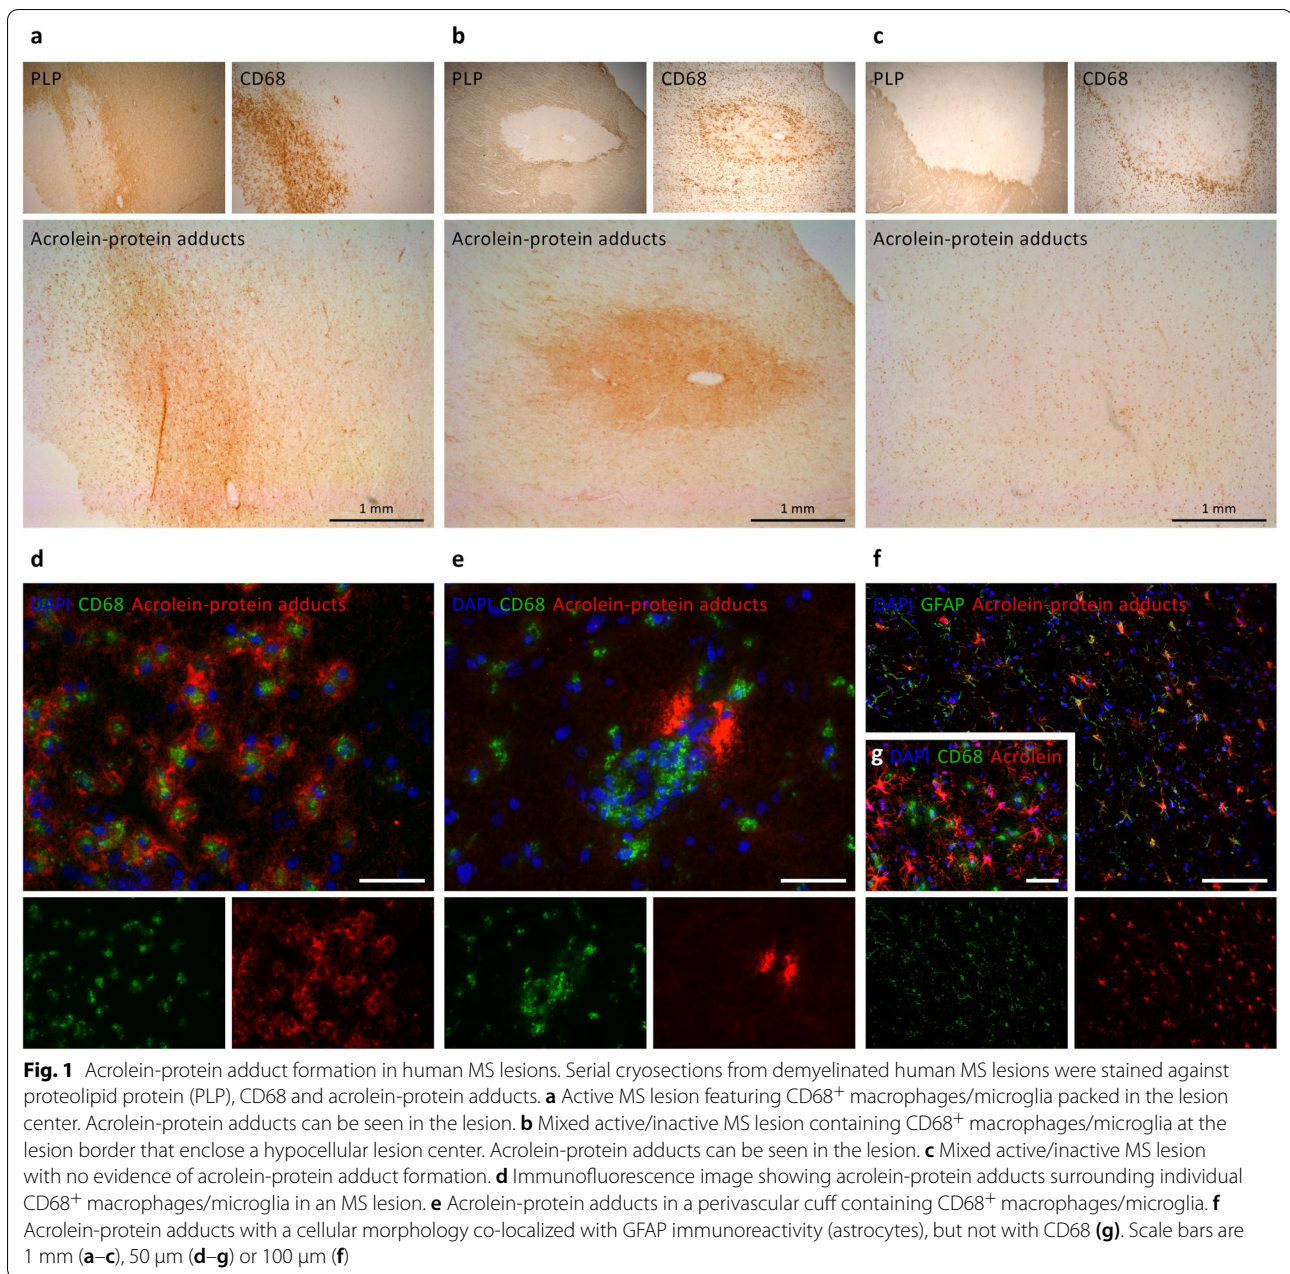 a
b
c
PLP
CD68
PLP
CD68
PLP
CD68
Acrolein-protein adducts
Acrolein-protein adducts
Acrolein-protein adducts
1 mm
1 mm
1 mm
d
e
f
DAPI CD68 Acrolein-protein adducts
DAPI CD68 Acrolein-protein adducts
DAPI GFAP Acrolein-protein adducts
g DAPI CD68 Acrolein
Fig. 1 Acrolein-protein adduct formation in human MS lesions. Serial cryosections from demyelinated human MS lesions were stained against
proteolipid protein (PLP), CD68 and acrolein-protein adducts. a Active MS lesion featuring CD68⁺ macrophages/microglia packed in the lesion
center. Acrolein-protein adducts can be seen in the lesion. b Mixed active/inactive MS lesion containing CD68⁺ macrophages/microglia at the
lesion border that enclose a hypocellular lesion center. Acrolein-protein adducts can be seen in the lesion. c Mixed active/inactive MS lesion
with no evidence of acrolein-protein adduct formation. d Immunofluorescence image showing acrolein-protein adducts surrounding individual
CD68⁺ macrophages/microglia in an MS lesion. e Acrolein-protein adducts in a perivascular cuff containing CD68⁺ macrophages/microglia. f
Acrolein-protein adducts with a cellular morphology co-localized with GFAP immunoreactivity (astrocytes), but not with CD68 (g). Scale bars are
1 mm (a–c), 50 µm (d–g) or 100 µm (f)